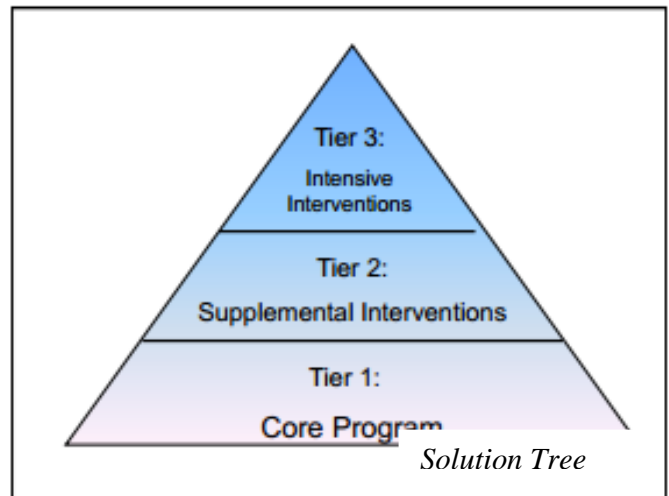 Tier 3:
Intensive
Interventions
Tier 2:
Supplemental Interventions
Tier 1:
Core Program
Solution Tree